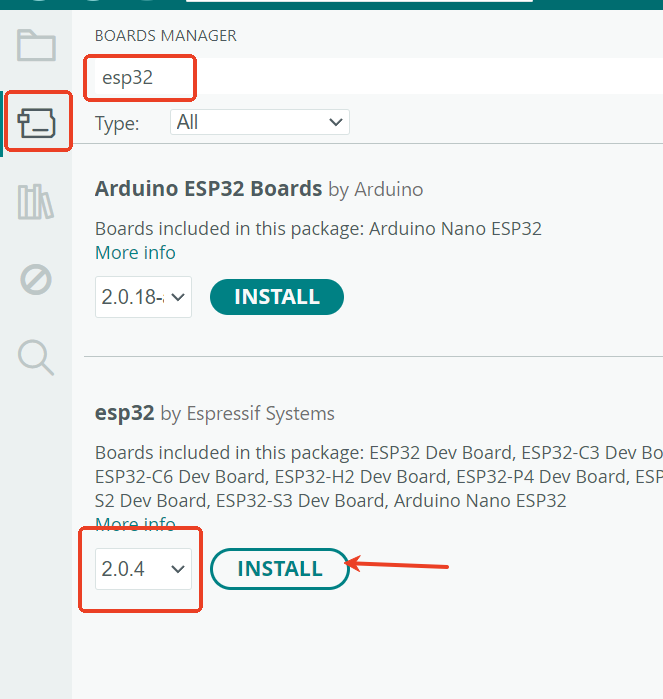 BOARDS MANAGER
esp32
Type: All
Arduino ESP32 Boards by Arduino
Boards included in this package: Arduino Nano ESP32
More info
2.0.18-
INSTALL
esp32 by Espressif Systems
Boards included in this package: ESP32 Dev Board, ESP32-C3 Dev Bo
ESP32-C6 Dev Board, ESP32-H2 Dev Board, ESP32-P4 Dev Board, ESP
S2 Dev Board, ESP32-S3 Dev Board, Arduino Nano ESP32
More info
2.0.4
INSTALL